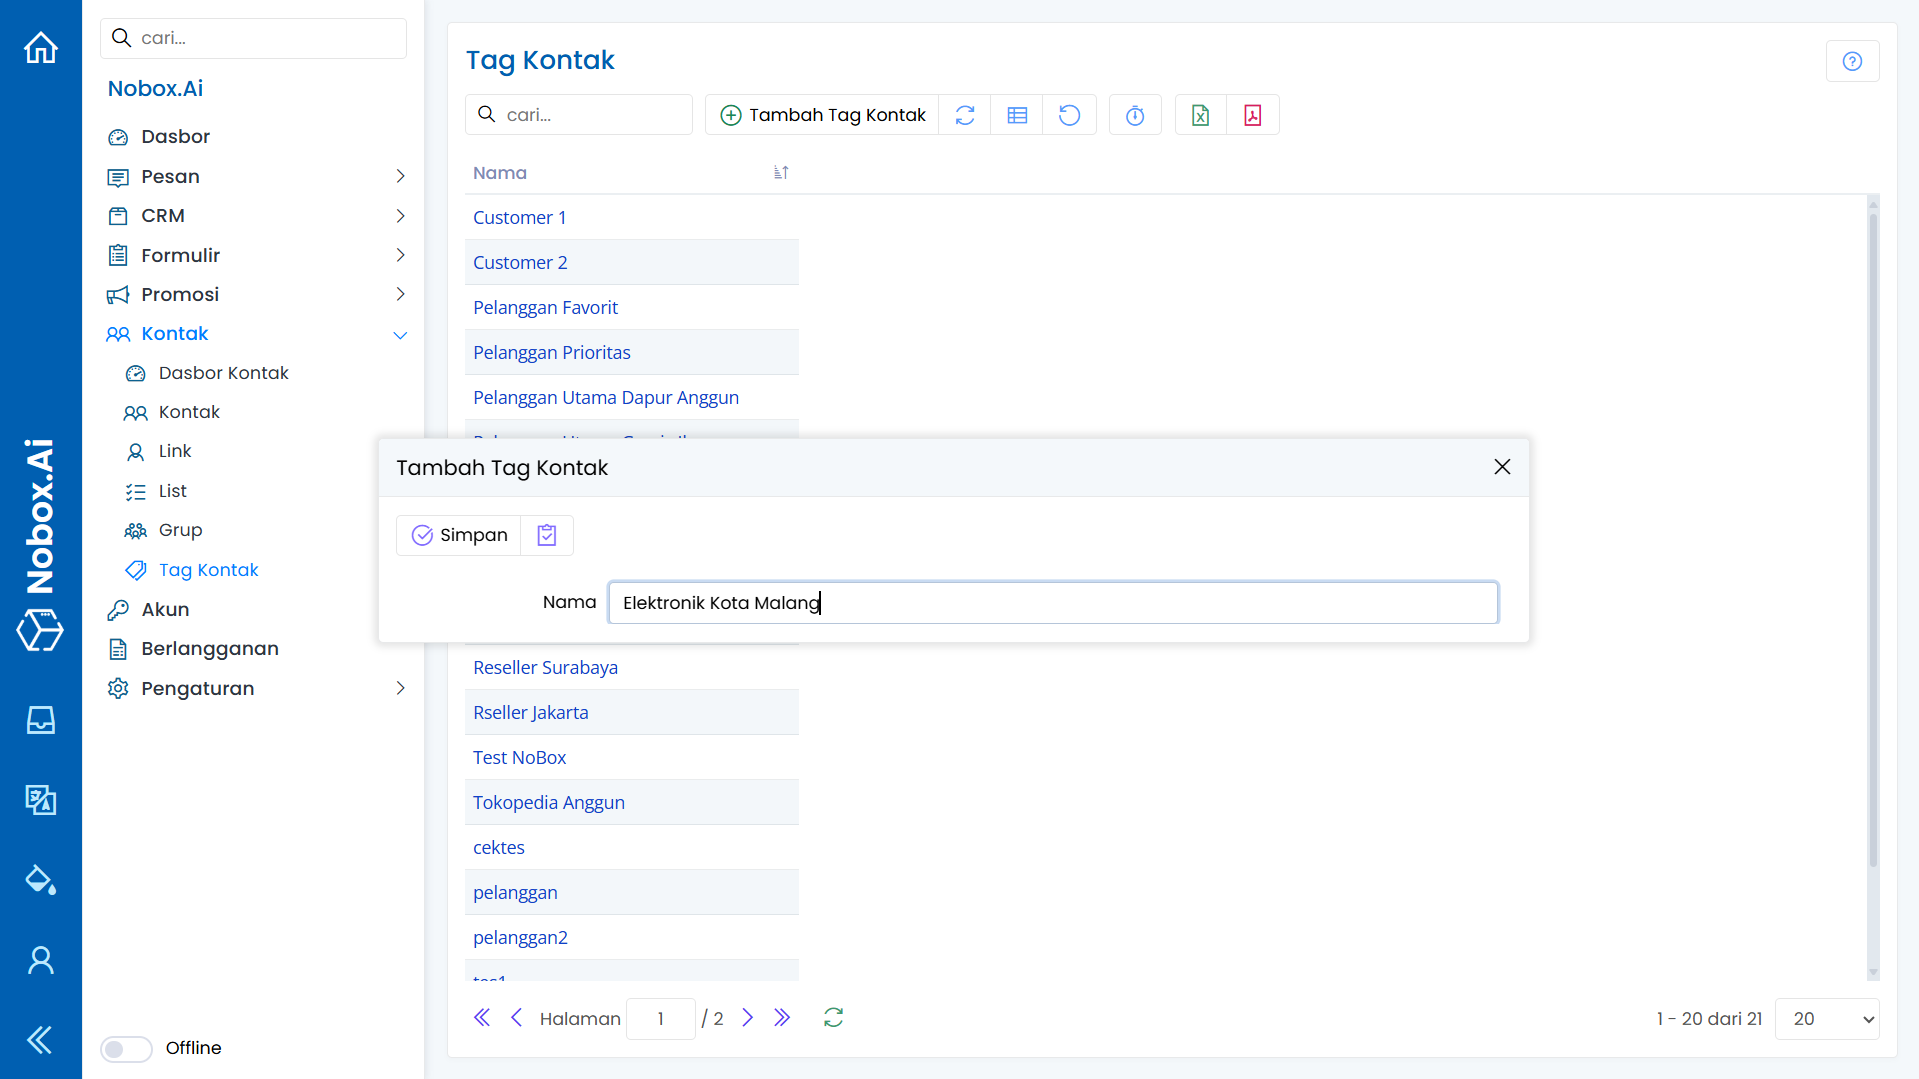 Nobox.Ai
cari...
Nobox.Ai
Dasbor
Pesan
CRM
Formulir
Promosi
Kontak
Dasbor Kontak
Kontak
Link
List
Grup
Tag Kontak
Akun
Berlangganan
Pengaturan
Offline
Tag Kontak
cari...
Tambah Tag Kontak
Nama
Customer 1
Customer 2
Pelanggan Favorit
Pelanggan Prioritas
Pelanggan Utama Dapur Anggun
Tambah Tag Kontak
Simpan
Nama Elektronik Kota Malang
Reseller Surabaya
Rseller Jakarta
Test NoBox
Tokopedia Anggun
cektes
pelanggan
pelanggan2
Halaman 1 / 2
1 - 20 dari 21 20